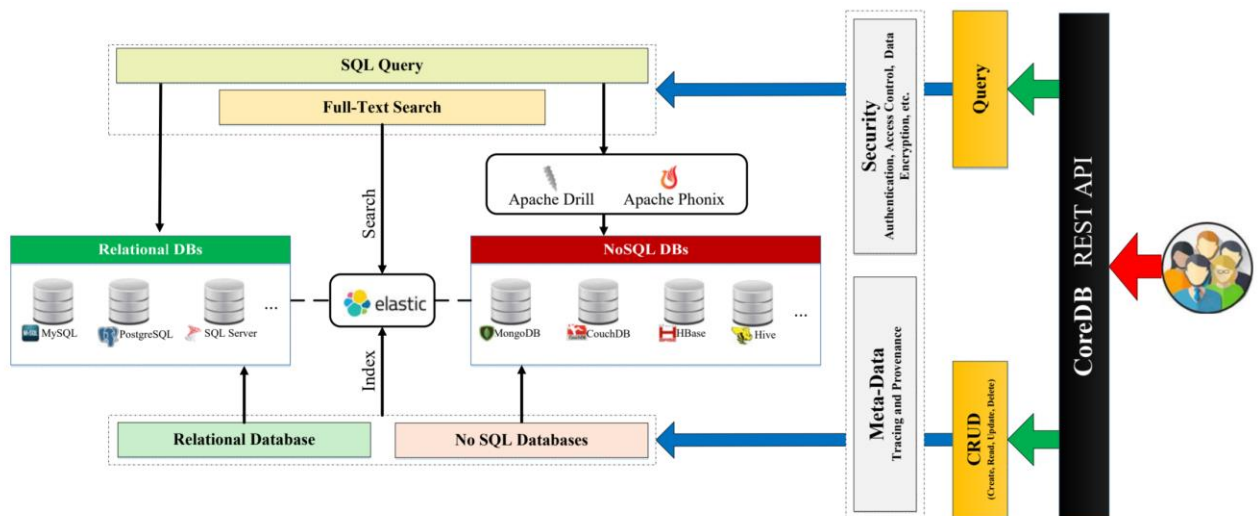 SQL Query
Full-Text Search
Search
Apache Drill
Apache Phonix
Relational DBs
MySQL
PostgreSQL
SQL Server
...
elastic
NoSQL DBs
MongoDB
CouchDB
HBase
Hive
...
Index
Relational Database
No SQL Databases
Security
Authentication, Access Control, Data
Encryption, etc.
Meta-Data
Tracing and Provenance
Query
CRUD
(Create, Read, Update, Delete)
CoreDB REST API